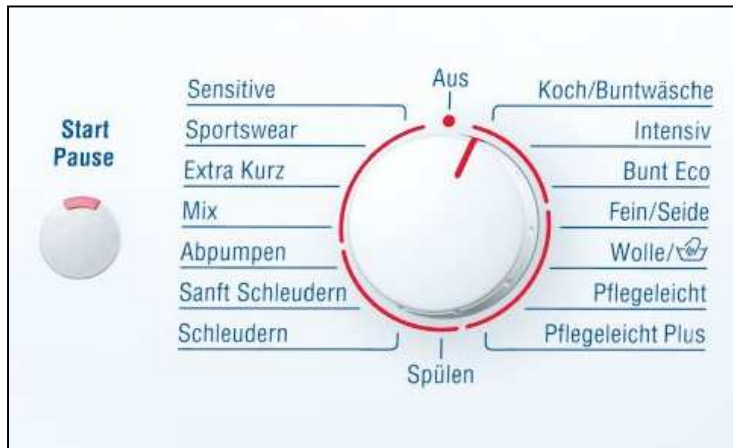 Start
Pause
Aus
Sensitive
Sportswear
Extra Kurz
Mix
Abpumpen
Sanft Schleudern
Schleudern
Spülen
Koch/Buntwäsche
Intensiv
Bunt Eco
Fein/Seide
Wolle/
Pflegeleicht
Pflegeleicht Plus